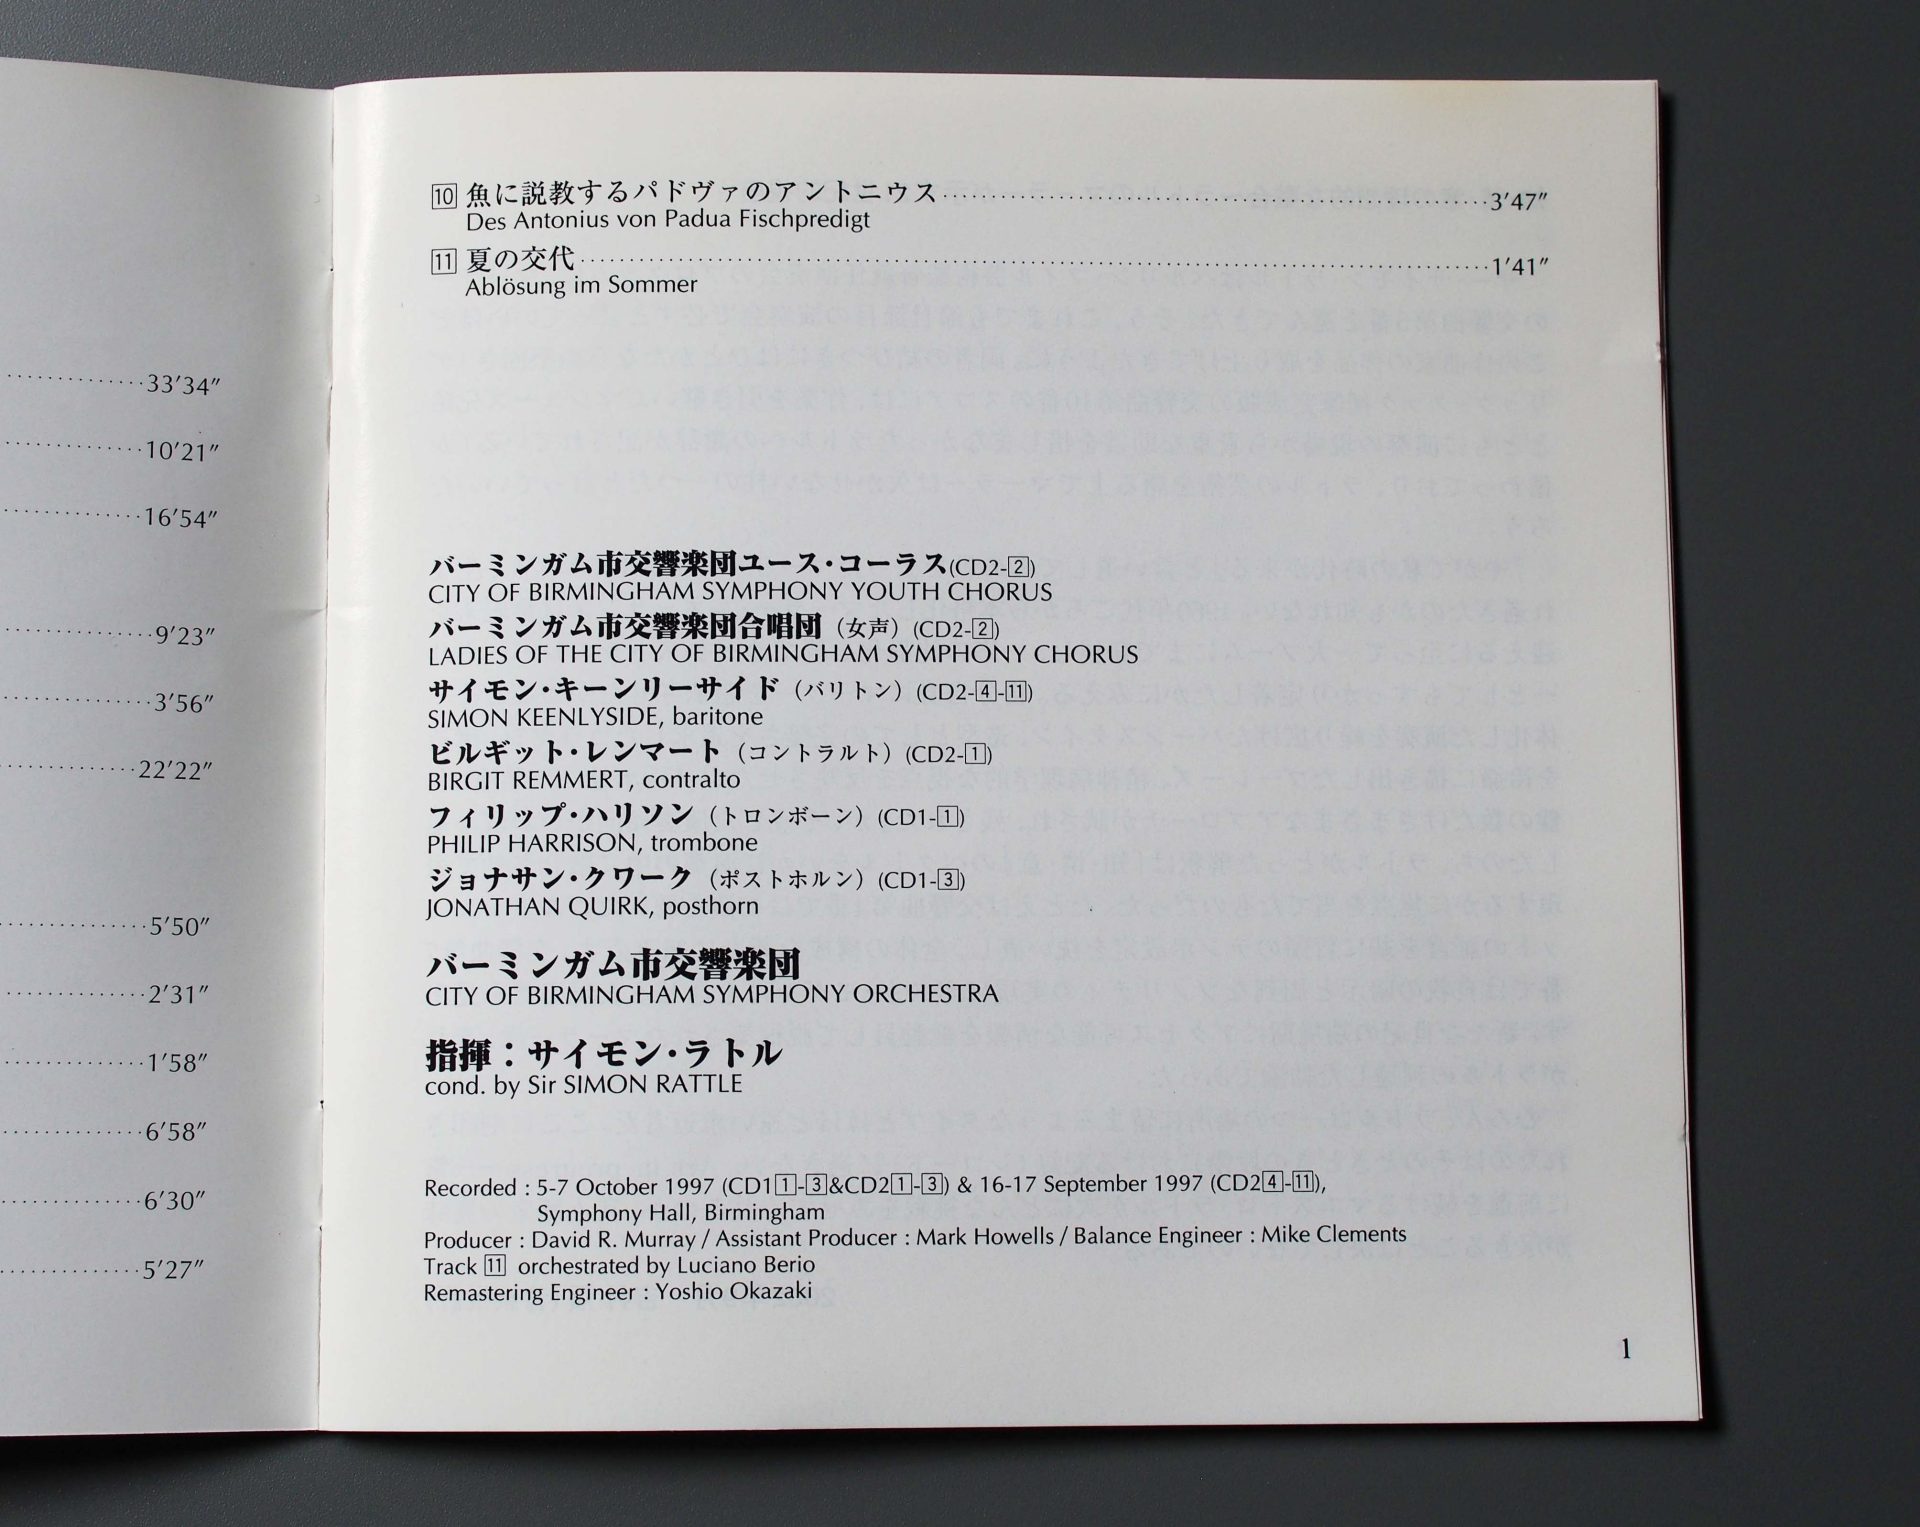 33′34″
10′21″
16′54″
9′23″
3′56″
22′22″
5′50″
2′31″
1′58″
6′58″
6′30″
5′27″
10 魚に説教するパドヴァのアントニウス 3′47″
Des Antonius von Padua Fischpredigt
11 夏の交代 1′41″
Ablösung im Sommer
バーミンガム市交響楽団ユース・コーラス(CD2-2)
CITY OF BIRMINGHAM SYMPHONY YOUTH CHORUS
バーミンガム市交響楽団合唱団（女声）(CD2-2)
LADIES OF THE CITY OF BIRMINGHAM SYMPHONY CHORUS
サイモン・キーンリーサイド（バリトン）(CD2-4-11)
SIMON KEENLYSIDE, baritone
ビルギット・レンマート（コントラルト）(CD2-1)
BIRGIT REMMERT, contralto
フィリップ・ハリソン（トロンボーン）(CD1-1)
PHILIP HARRISON, trombone
ジョナサン・クワーク（ポストホルン）(CD1-3)
JONATHAN QUIRK, posthorn
バーミンガム市交響楽団
CITY OF BIRMINGHAM SYMPHONY ORCHESTRA
指揮：サイモン・ラトル
cond. by Sir SIMON RATTLE
Recorded : 5-7 October 1997 (CD1 1-3&CD2 1-3) & 16-17 September 1997 (CD2 4-11),
Symphony Hall, Birmingham
Producer : David R. Murray / Assistant Producer : Mark Howells / Balance Engineer : Mike Clements
Track 11 orchestrated by Luciano Berio
Remastering Engineer : Yoshio Okazaki
1